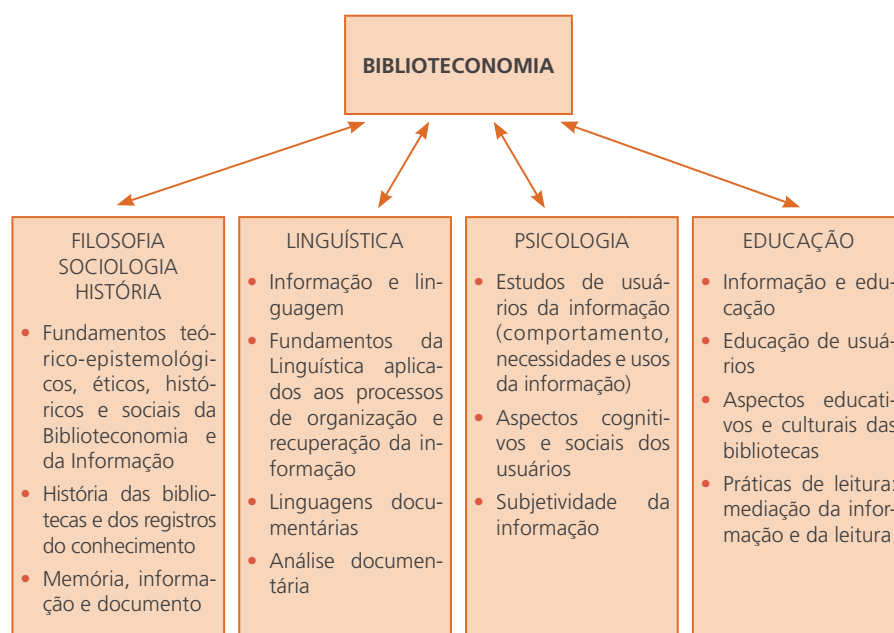 BIBLIOTECONOMIA
FILOSOFIA
SOCIOLOGIA
HISTÓRIA
• Fundamentos teó-
rico-epistemológi-
cos, éticos, histó-
ricos e sociais da
Biblioteconomia e
da Informação
• História das biblio-
tecas e dos registros
do conhecimento
• Memória, informa-
ção e documento
LINGUÍSTICA
• Informação e lin-
guagem
• Fundamentos da
Linguística aplica-
dos aos processos
de organização e
recuperação da in-
formação
• Linguagens docu-
mentárias
• Análise documen-
tária
PSICOLOGIA
• Estudos de usuá-
rios da informação
(comportamento,
necessidades e usos
da informação)
• Aspectos cogniti-
vos e sociais dos
usuários
• Subjetividade da
informação
EDUCAÇÃO
• Informação e edu-
cação
• Educação de usuá-
rios
• Aspectos educati-
vos e culturais das
bibliotecas
• Práticas de leitura:
mediação da infor-
mação e da leitura